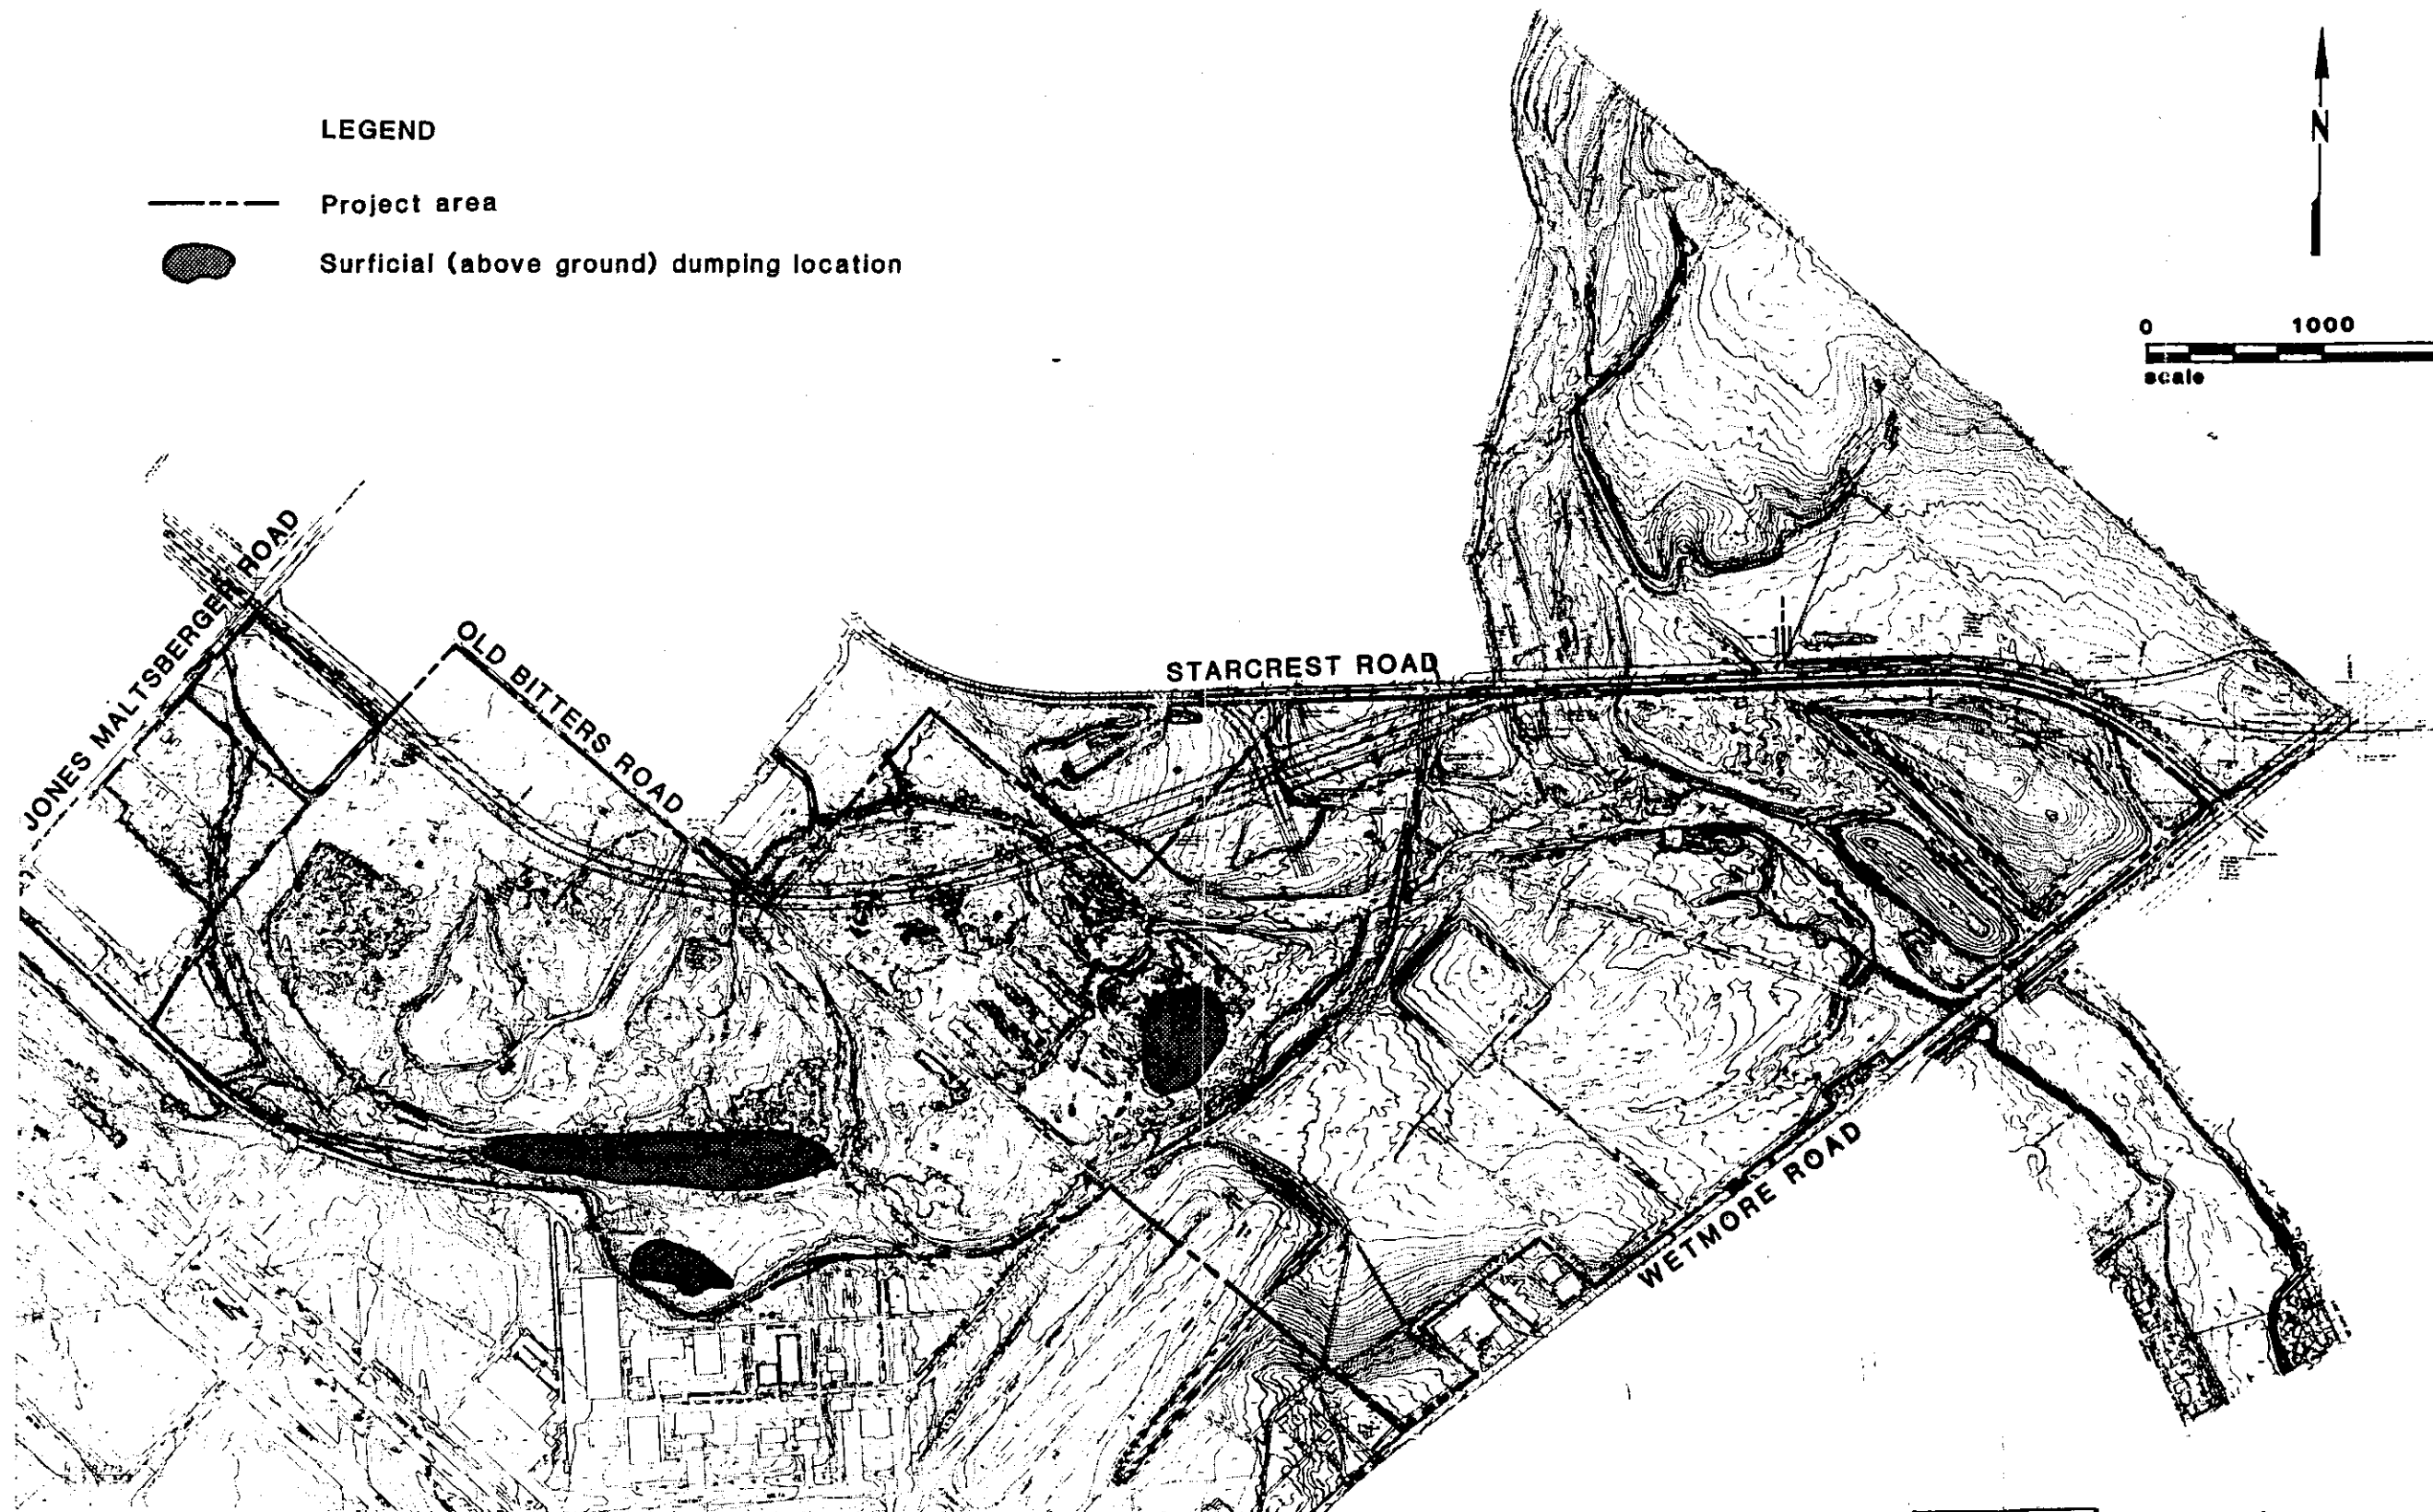 LEGEND
Project area
Surficial (above ground) dumping location
N
0 1000
scale
JONES MALTSBERGER ROAD
OLD BITTERS ROAD
STARCREST ROAD
WETMORE ROAD